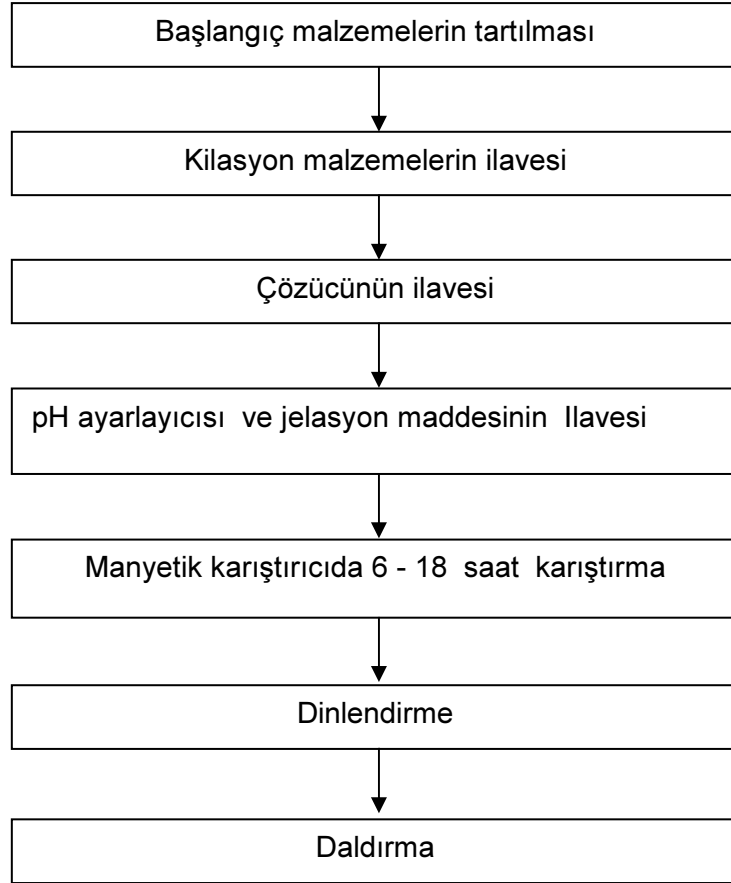 Başlangıç malzemelerin tartılması
Kilasyon malzemelerin ilavesi
Çözücünün ilavesi
pH ayarlayıcısı ve jelasyon maddesinin Ilavesi
Manyetik karıştırıcıda 6 - 18 saat karıştırma
Dinlendirme
Daldırma